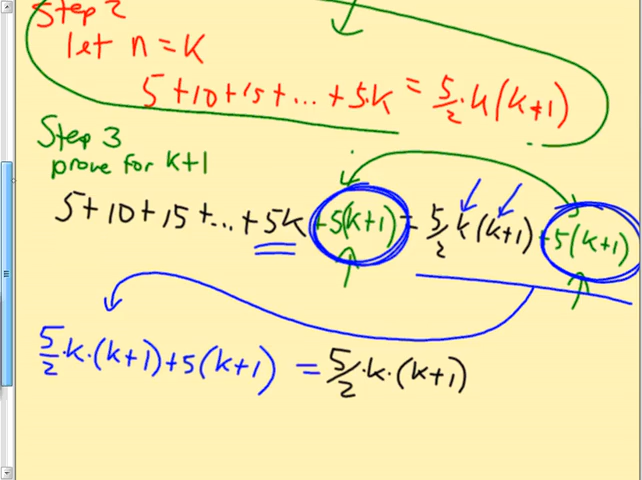 Step 2
let n = K
5+10+15+...+5·K = 5/2·K(K+1)
Step 3
prove for K+1
5+10+15+...+5K+5(K+1) = 5/2 K(K+1)+5(K+1)
5/2·K·(K+1)+5(K+1) = 5/2·K·(K+1)